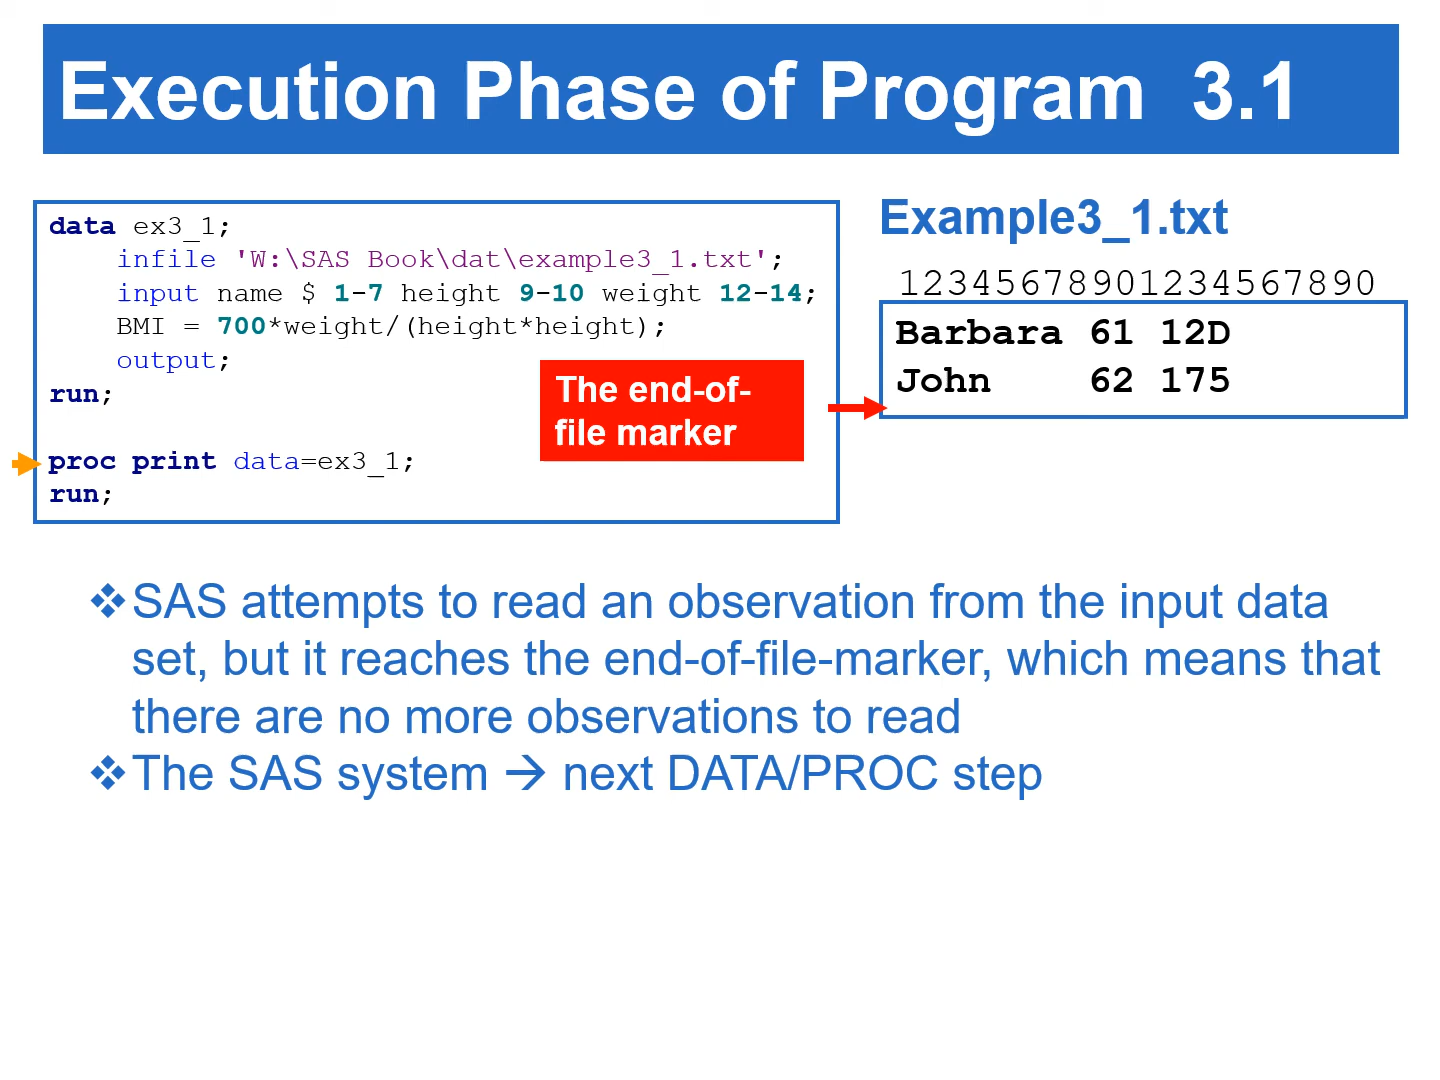 Execution Phase of Program  3.1
data ex3_1;
infile 'W:\SAS Book\dat\example3_1.txt';
input name $ 1-7 height 9-10 weight 12-14;
BMI = 700*weight/(height*height);
output;
run;
proc print data=ex3_1;
run;
The end-of-
file marker
Example3_1.txt
12345678901234567890
Barbara 61 12D
John    62 175
❖SAS attempts to read an observation from the input data
set, but it reaches the end-of-file-marker, which means that
there are no more observations to read
❖The SAS system → next DATA/PROC step